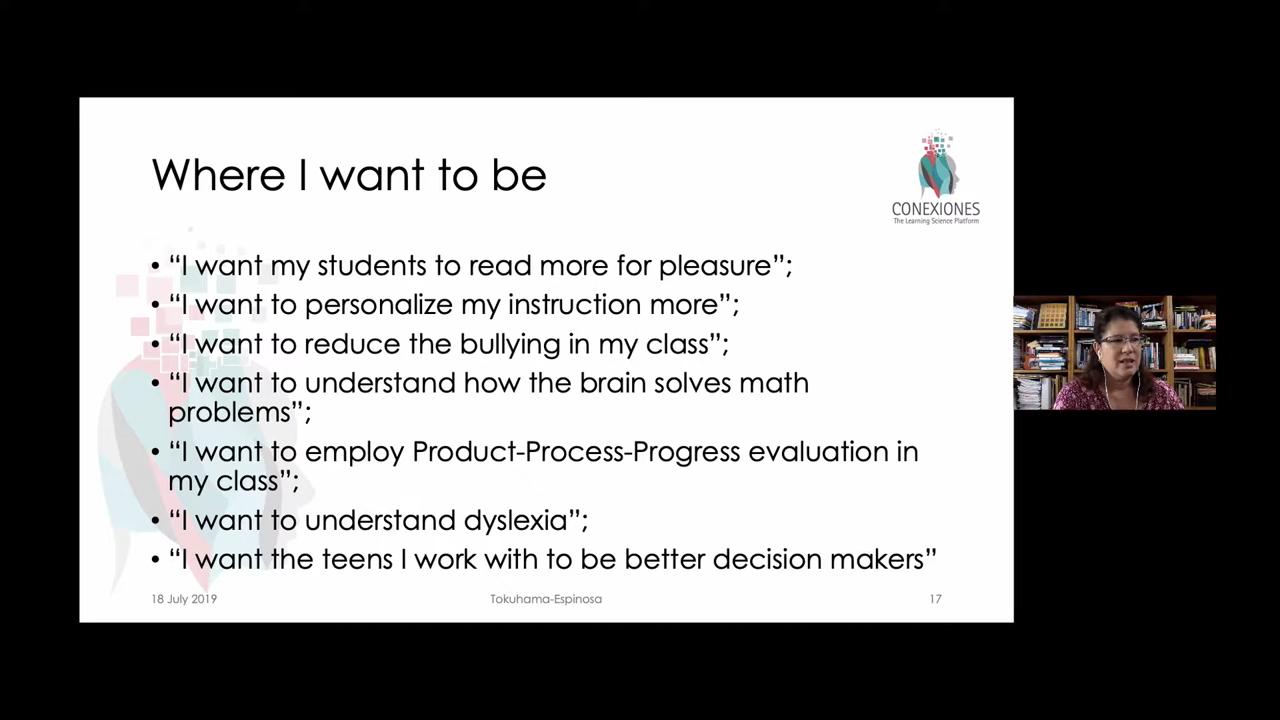 Where I want to be
CONEXIONES
The Learning Science Platform
• “I want my students to read more for pleasure”;
• “I want to personalize my instruction more”;
• “I want to reduce the bullying in my class”;
• “I want to understand how the brain solves math
problems”;
• “I want to employ Product-Process-Progress evaluation in
my class”;
• “I want to understand dyslexia”;
• “I want the teens I work with to be better decision makers”
18 July 2019
Tokuhama-Espinosa
17